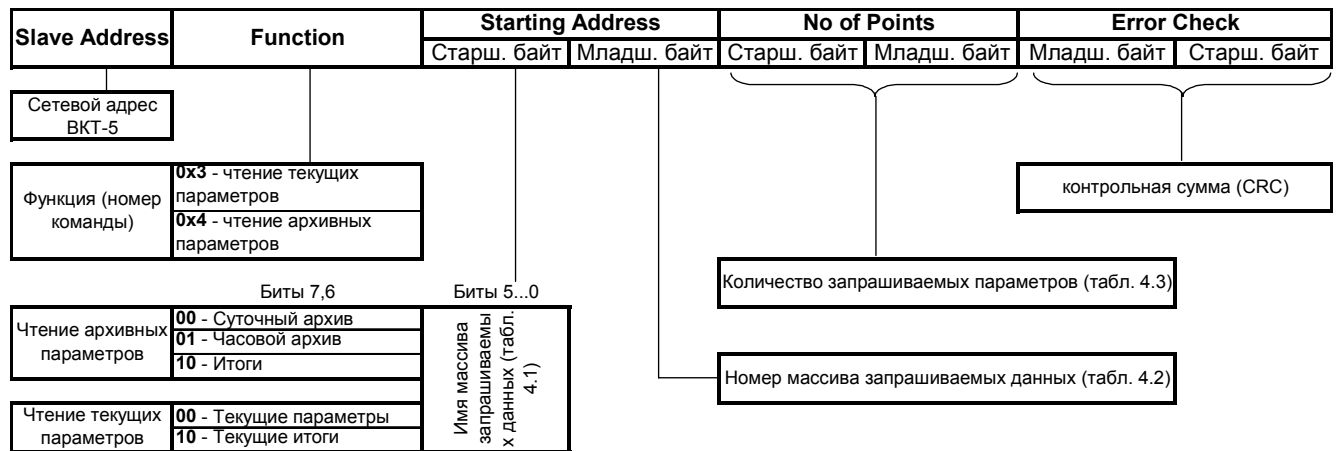 Slave Address
Function
Starting Address
No of Points
Error Check
Старш. байт
Младш. байт
Старш. байт
Младш. байт
Младш. байт
Старш. байт
Сетевой адрес
ВКТ-5
Функция (номер
команды)
0x3 - чтение текущих
параметров
0x4 - чтение архивных
параметров
контрольная сумма (CRC)
Количество запрашиваемых параметров (табл. 4.3)
Биты 7,6
Биты 5...0
Чтение архивных
параметров
00 - Суточный архив
01 - Часовой архив
10 - Итоги
Имя массива
запрашиваемы
х данных (табл.
4.1)
Номер массива запрашиваемых данных (табл. 4.2)
Чтение текущих
параметров
00 - Текущие параметры
10 - Текущие итоги